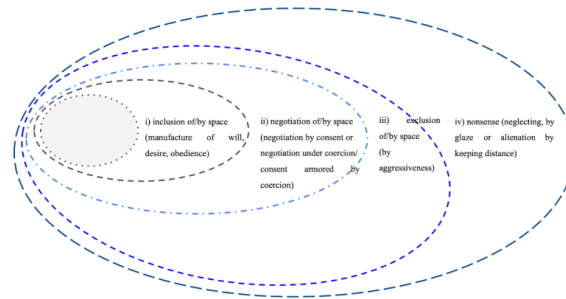 i) inclusion of/by space
(manufacture of will,
desire, obedience)
ii) negotiation of/by space
(negotiation by consent or
negotiation under coercion/
consent armored by
coercion)
iii) exclusion
of/by space
(by
aggressiveness)
iv) nonsense (neglecting, by
glaze or alienation by
keeping distance)